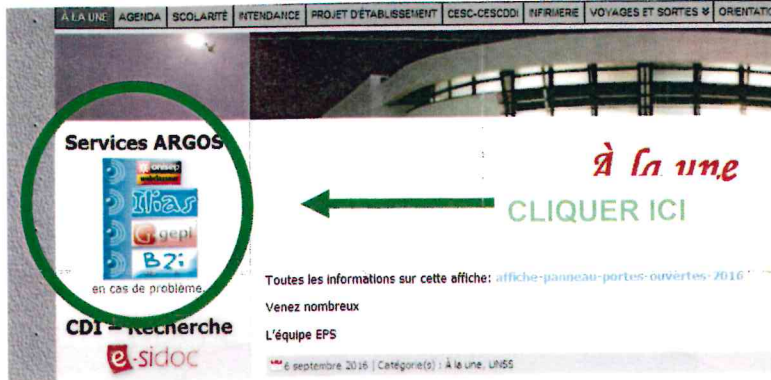 À LA UNE AGENDA SCOLARITÉ INTENDANCE PROJET D'ÉTABLISSEMENT CESC-CESCDDI INFIRMERIE VOYAGES ET SORTIES ORIENTATIO
Services ARGOS
onisep
webclasseur
Ilias
Gepi
B2i
en cas de problème
À la une
CLIQUER ICI
Toutes les informations sur cette affiche: affiche-panneau-portes-ouvertes-2016
Venez nombreux
L'équipe EPS
CDI – Recherche
e-sidoc
6 septembre 2016 | Catégorie(s) : À la une, UNSS